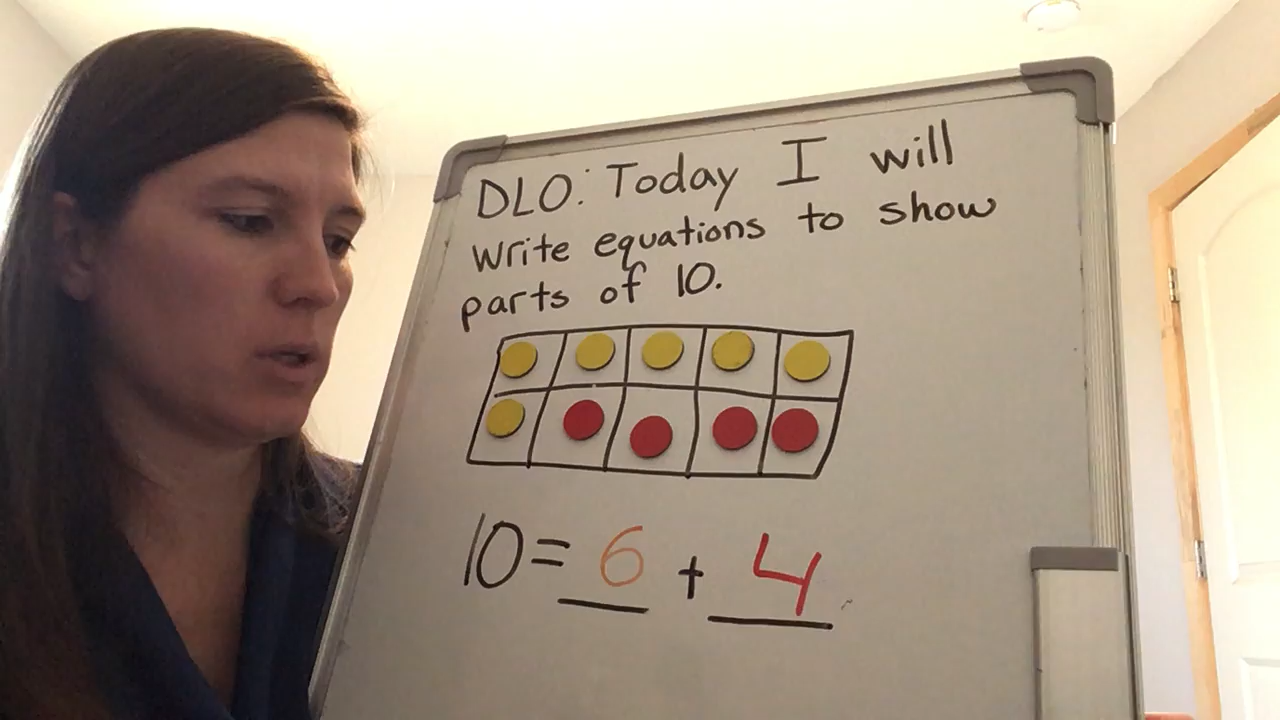 DLO: Today I will
write equations to show
parts of 10.
10 = 6 + 4